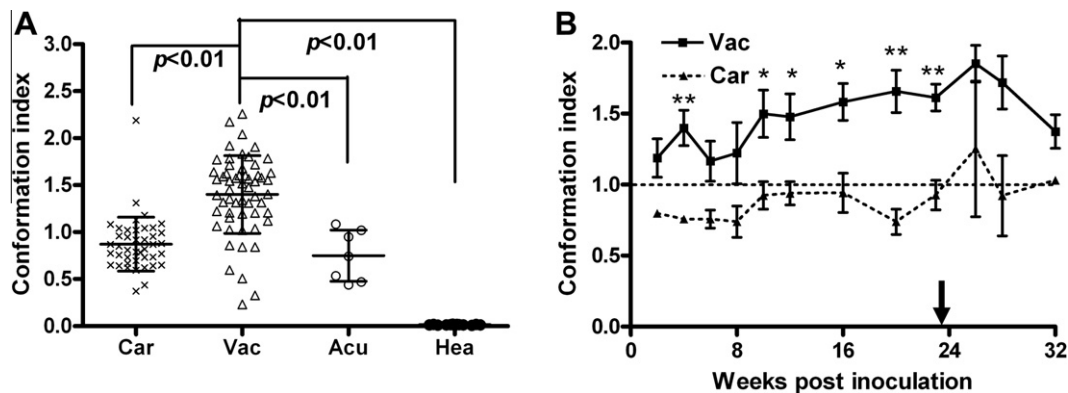 A
p<0.01
p<0.01
p<0.01
Conformation index
3.0
2.5
2.0
1.5
1.0
0.5
0.0
Car Vac Acu Hea
B
Vac
Car
** * * * ** **
Conformation index
2.0
1.5
1.0
0.5
0.0
0 8 16 24 32
Weeks post inoculation